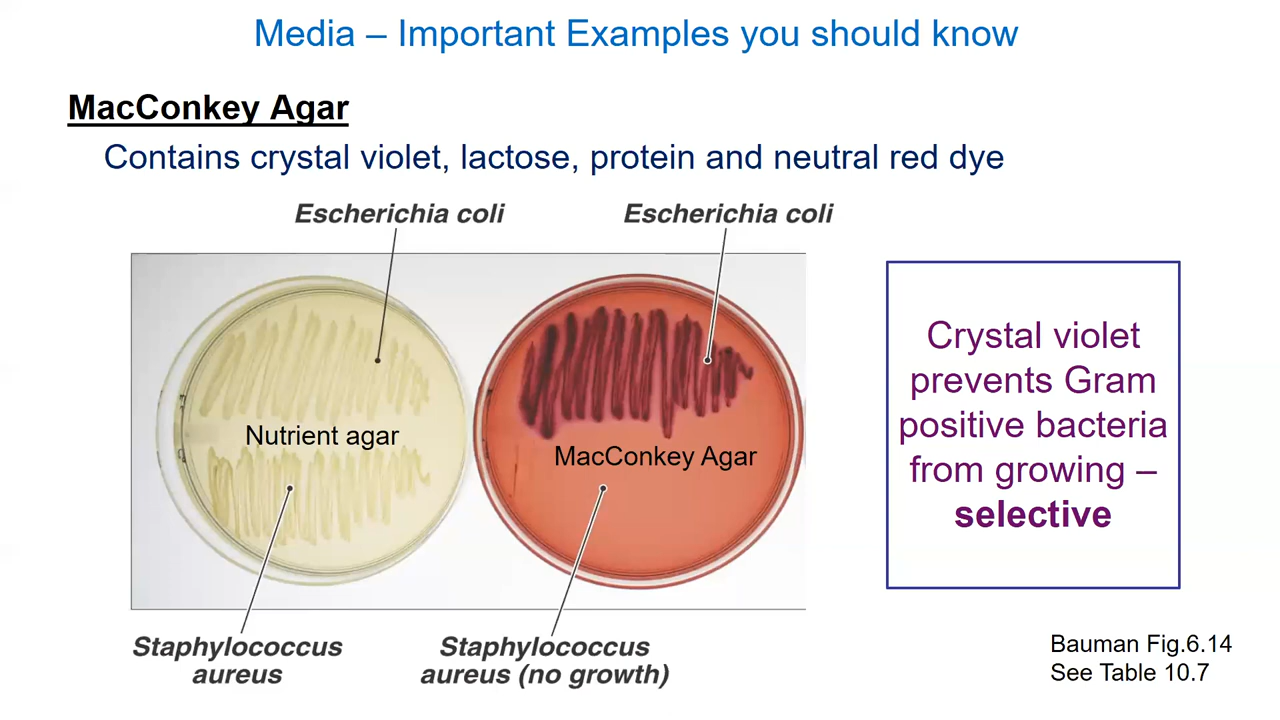 Media – Important Examples you should know
MacConkey Agar
Contains crystal violet, lactose, protein and neutral red dye
Escherichia coli
Escherichia coli
Nutrient agar
MacConkey Agar
Staphylococcus
aureus
Staphylococcus
aureus (no growth)
Crystal violet
prevents Gram
positive bacteria
from growing –
selective
Bauman Fig.6.14
See Table 10.7